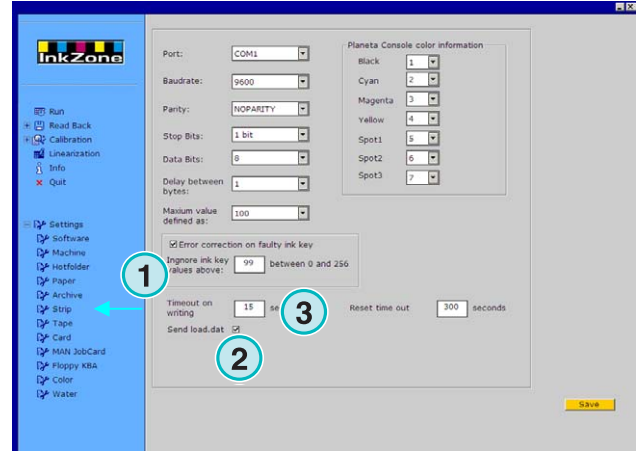 InkZone
Run
Read Back
Calibration
Linearization
Info
Quit
Settings
Software
Machine
Hotfolder
Paper
Archive
Strip
Tape
Card
MAN JobCard
Floppy KBA
Color
Water
1
Port: COM1
Baudrate: 9600
Parity: NOPARITY
Stop Bits: 1 bit
Data Bits: 8
Delay between bytes: 1
Maxium value defined as: 100
Planeta Console color information
Black 1
Cyan 2
Magenta 3
Yellow 4
Spot1 5
Spot2 6
Spot3 7
Error correction on faulty ink key
Ingnore ink key values above: 99 between 0 and 256
Timeout on writing 15 se
3
Reset time out 300 seconds
Send load.dat
2
Save